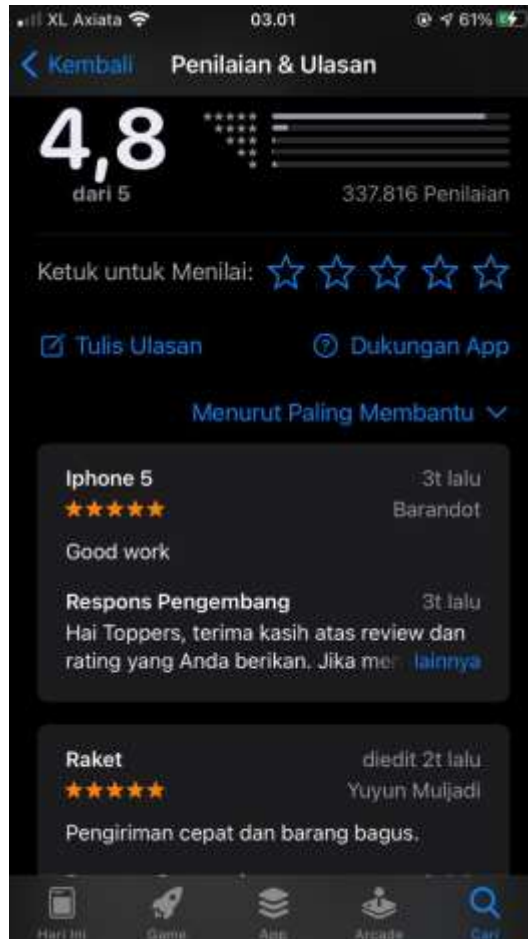 XL Axiata 03.01 61%
Kembali Penilaian & Ulasan
4,8
dari 5
337.816 Penilaian
Ketuk untuk Menilai:
Tulis Ulasan Dukungan App
Menurut Paling Membantu
Iphone 5 3t lalu
Barandot
Good work
Respons Pengembang 3t lalu
Hai Toppers, terima kasih atas review dan
rating yang Anda berikan. Jika me lainnya
Raket diedit 2t lalu
Yuyun Muljadi
Pengiriman cepat dan barang bagus.
Hari Ini Game App Arcade Cari